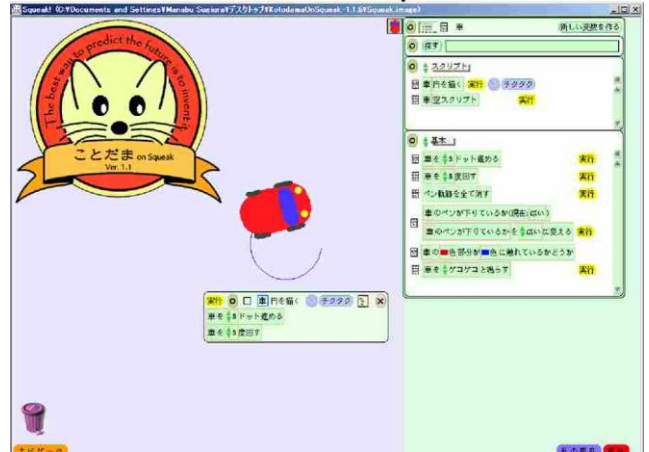 Squeak! (C:¥Documents and Settings¥Manabu Sugiura¥デスクトップ¥KotodamaOnSqueak-1.1.6¥Squeak.image)
The best way to predict the future is to invent it
ことだま on Squeak
Ver. 1.1
車
新しい変数を作る
探す
スクリプト
車 円を描く 実行 チクタク
車 空スクリプト 実行
基本
車を 5 ドット進める 実行
車を 5 度回す 実行
ペン軌跡を全て消す 実行
車のペンが下りているか(現在:はい)
車のペンが下りているかを はい に変える 実行
車の 色部分が 色に触れているかどうか
車を ゲコゲコ と鳴らす 実行
実行 車 円を描く チクタク
車を 5 ドット進める
車を 5 度回す
ナビゲータ